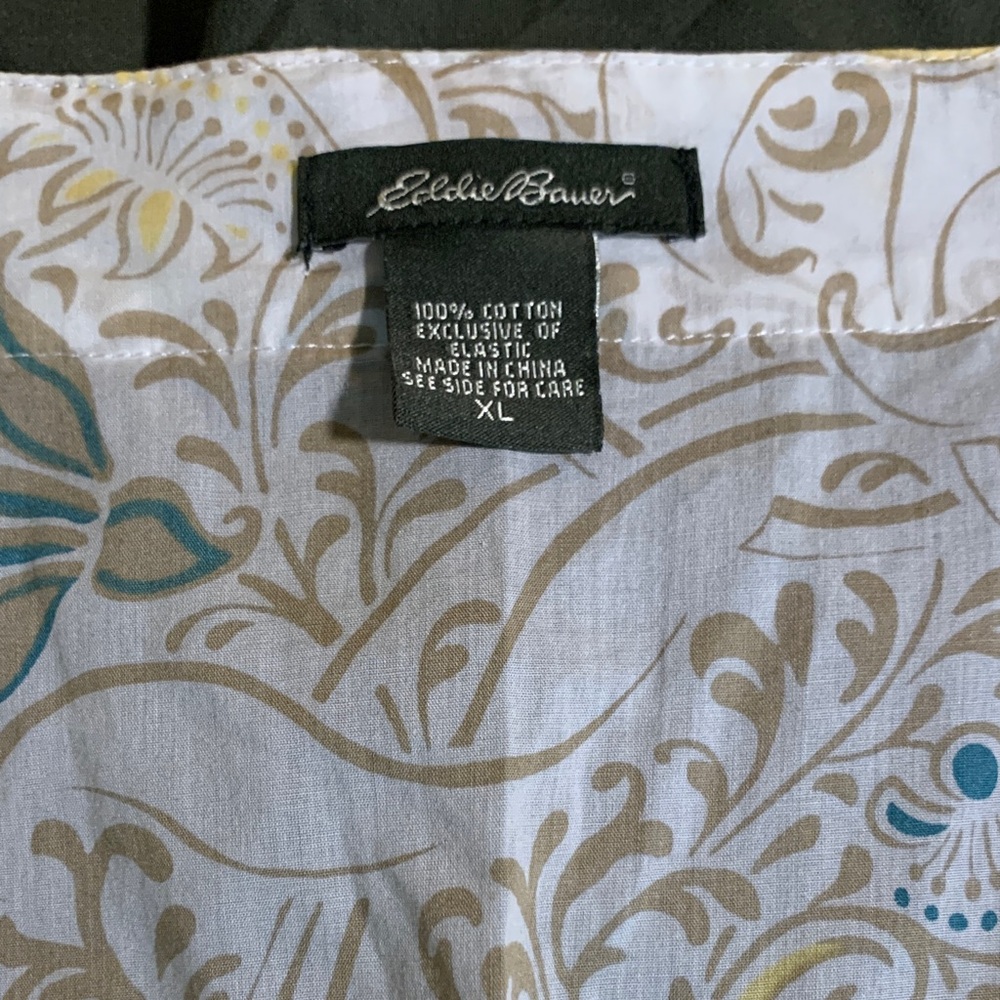 Eddie Bauer®
100% COTTON
EXCLUSIVE OF
ELASTIC
MADE IN CHINA
SEE SIDE FOR CARE
XL